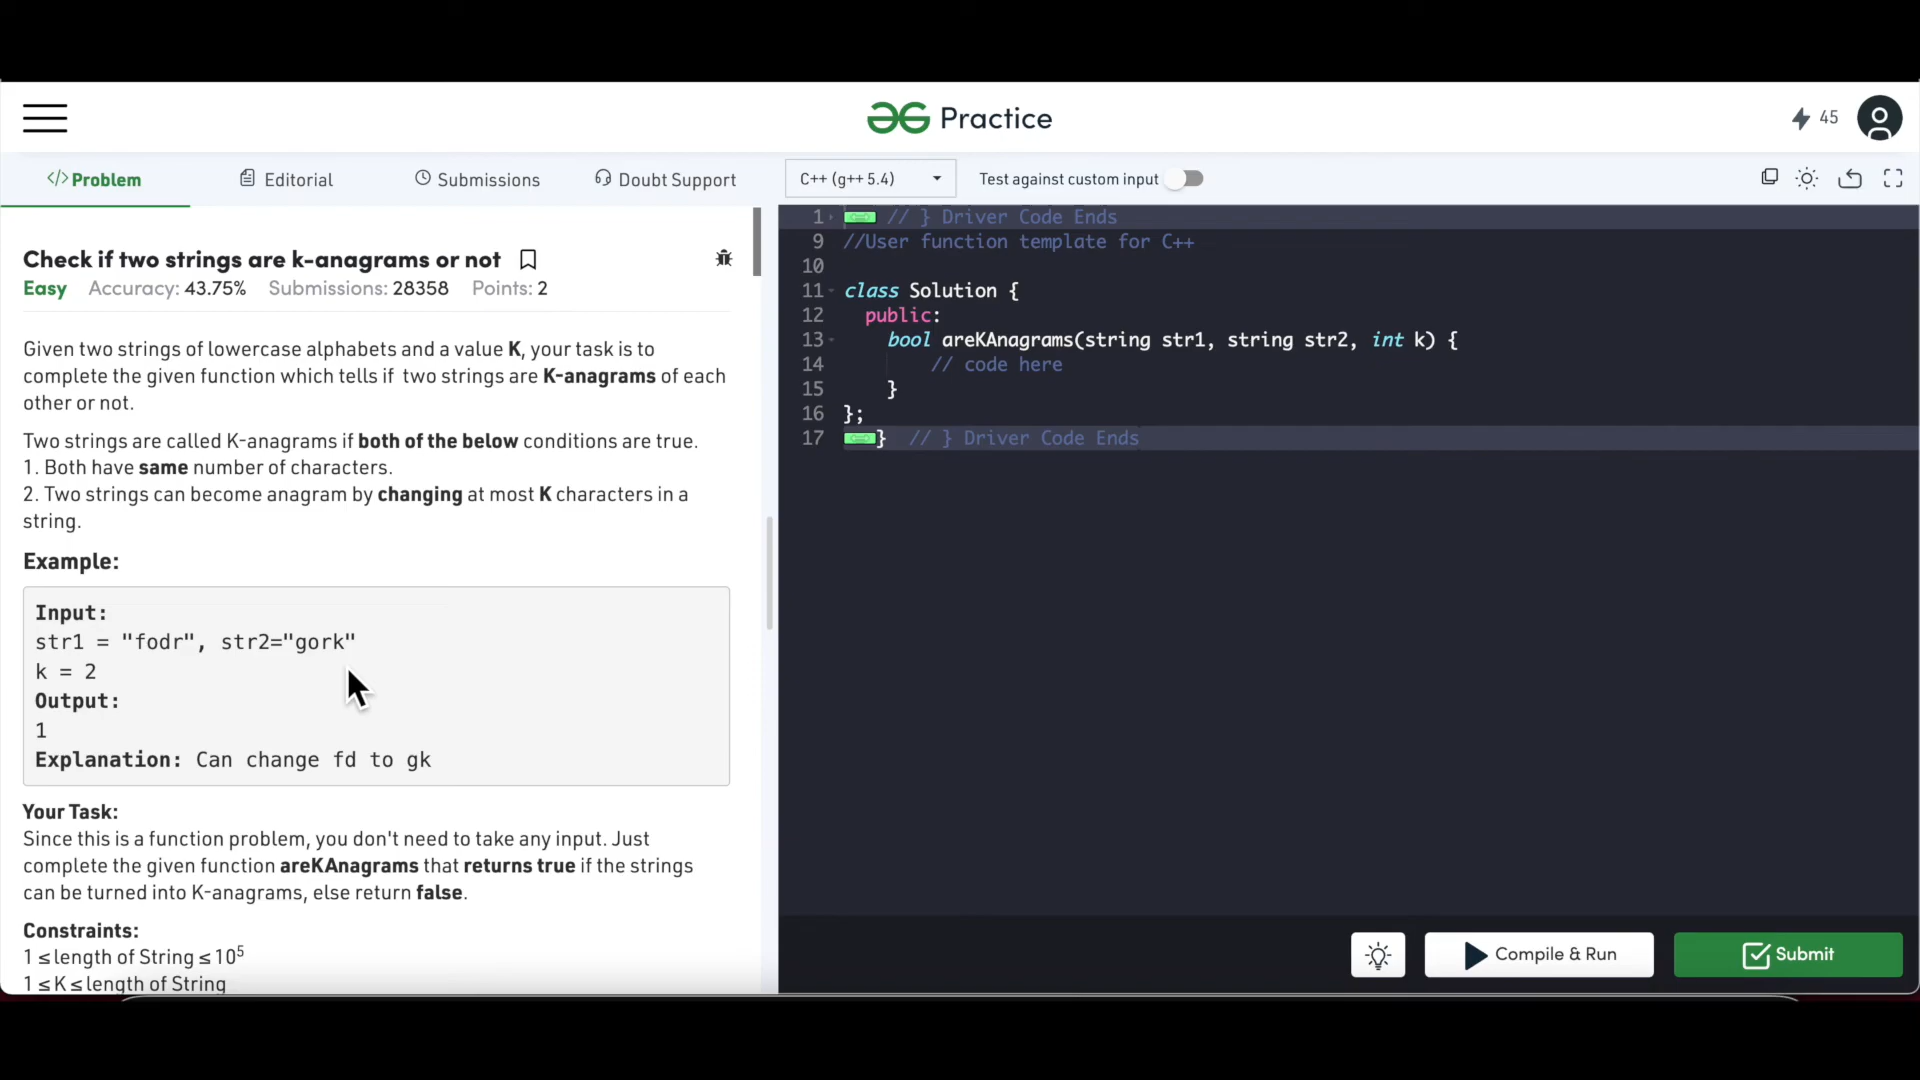 Practice
45
</>Problem
Editorial
Submissions
Doubt Support
C++ (g++ 5.4)
Test against custom input
Check if two strings are k-anagrams or not
Easy Accuracy: 43.75% Submissions: 28358 Points: 2
Given two strings of lowercase alphabets and a value K, your task is to
complete the given function which tells if two strings are K-anagrams of each
other or not.
Two strings are called K-anagrams if both of the below conditions are true.
1. Both have same number of characters.
2. Two strings can become anagram by changing at most K characters in a
string.
Example:
Input:
str1 = "fodr", str2="gork"
k = 2
Output:
1
Explanation: Can change fd to gk
Your Task:
Since this is a function problem, you don't need to take any input. Just
complete the given function areKAnagrams that returns true if the strings
can be turned into K-anagrams, else return false.
Constraints:
1 ≤ length of String ≤ 10⁵
1 ≤ K ≤ length of String
1 // } Driver Code Ends
9 //User function template for C++
10
11 class Solution {
12 public:
13 bool areKAnagrams(string str1, string str2, int k) {
14 // code here
15 }
16 };
17 } // } Driver Code Ends
Compile & Run
Submit